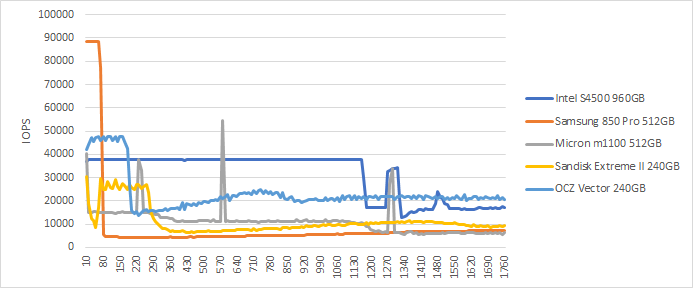 100000
90000
80000
70000
60000
50000
40000
30000
20000
10000
0
IOPS
10 80 150 220 290 360 430 500 570 640 710 780 850 920 990 1060 1130 1200 1270 1340 1410 1480 1550 1620 1690 1760
Intel S4500 960GB
Samsung 850 Pro 512GB
Micron m1100 512GB
Sandisk Extreme II 240GB
OCZ Vector 240GB